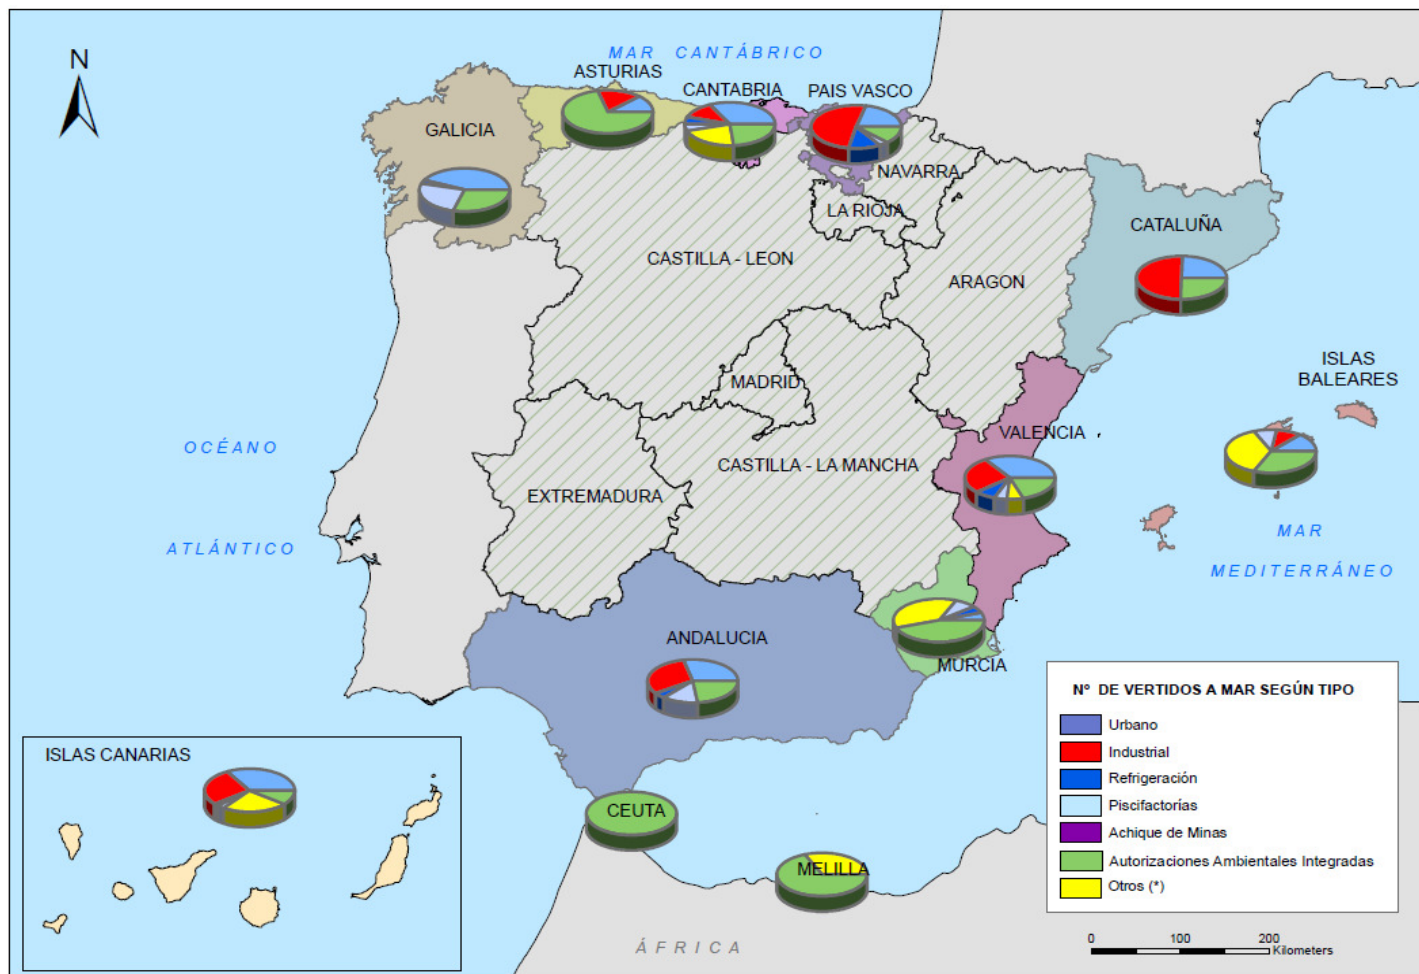 N
MAR CANTÁBRICO
ASTURIAS
CANTABRIA
PAIS VASCO
GALICIA
NAVARRA
LA RIOJA
CATALUÑA
CASTILLA - LEON
ARAGON
ISLAS
BALEARES
MADRID
VALENCIA
OCÉANO
CASTILLA - LA MANCHA
EXTREMADURA
MAR
ATLÁNTICO
MEDITERRÁNEO
ANDALUCIA
MURCIA
Nº DE VERTIDOS A MAR SEGÚN TIPO
Urbano
Industrial
Refrigeración
Piscifactorías
Achique de Minas
Autorizaciones Ambientales Integradas
Otros (*)
ISLAS CANARIAS
CEUTA
MELILLA
ÁFRICA
0 100 200
Kilometers